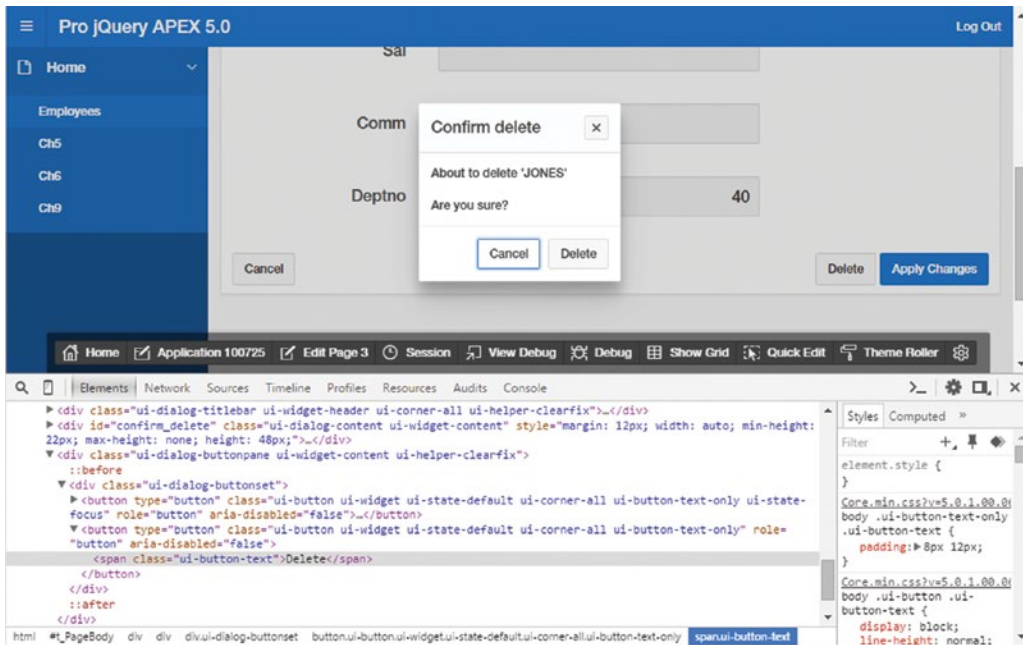 Pro jQuery APEX 5.0
Log Out
Home
Employees
Ch5
Ch6
Ch9
Sal
Comm
Deptno
40
Confirm delete
×
About to delete 'JONES'
Are you sure?
Cancel
Delete
Cancel
Delete
Apply Changes
Home
Application 100725
Edit Page 3
Session
View Debug
Debug
Show Grid
Quick Edit
Theme Roller
Elements Network Sources Timeline Profiles Resources Audits Console
<div class="ui-dialog-titlebar ui-widget-header ui-corner-all ui-helper-clearfix">…</div>
<div id="confirm_delete" class="ui-dialog-content ui-widget-content" style="margin: 12px; width: auto; min-height:
22px; max-height: none; height: 48px;">…</div>
<div class="ui-dialog-buttonpane ui-widget-content ui-helper-clearfix">
::before
<div class="ui-dialog-buttonset">
<button type="button" class="ui-button ui-widget ui-state-default ui-corner-all ui-button-text-only ui-state-
focus" role="button" aria-disabled="false">…</button>
<button type="button" class="ui-button ui-widget ui-state-default ui-corner-all ui-button-text-only" role=
"button" aria-disabled="false">
<span class="ui-button-text">Delete</span>
</button>
</div>
::after
</div>
html #t_PageBody div div div.ui-dialog-buttonset button.ui-button.ui-widget.ui-state-default.ui-corner-all.ui-button-text-only span.ui-button-text
Styles Computed »
Filter
element.style {
}
Core.min.css?v=5.0.1.00.0
body .ui-button-text-only
.ui-button-text {
padding: 8px 12px;
}
Core.min.css?v=5.0.1.00.0
body .ui-button .ui-
button-text {
display: block;
line-height: normal;